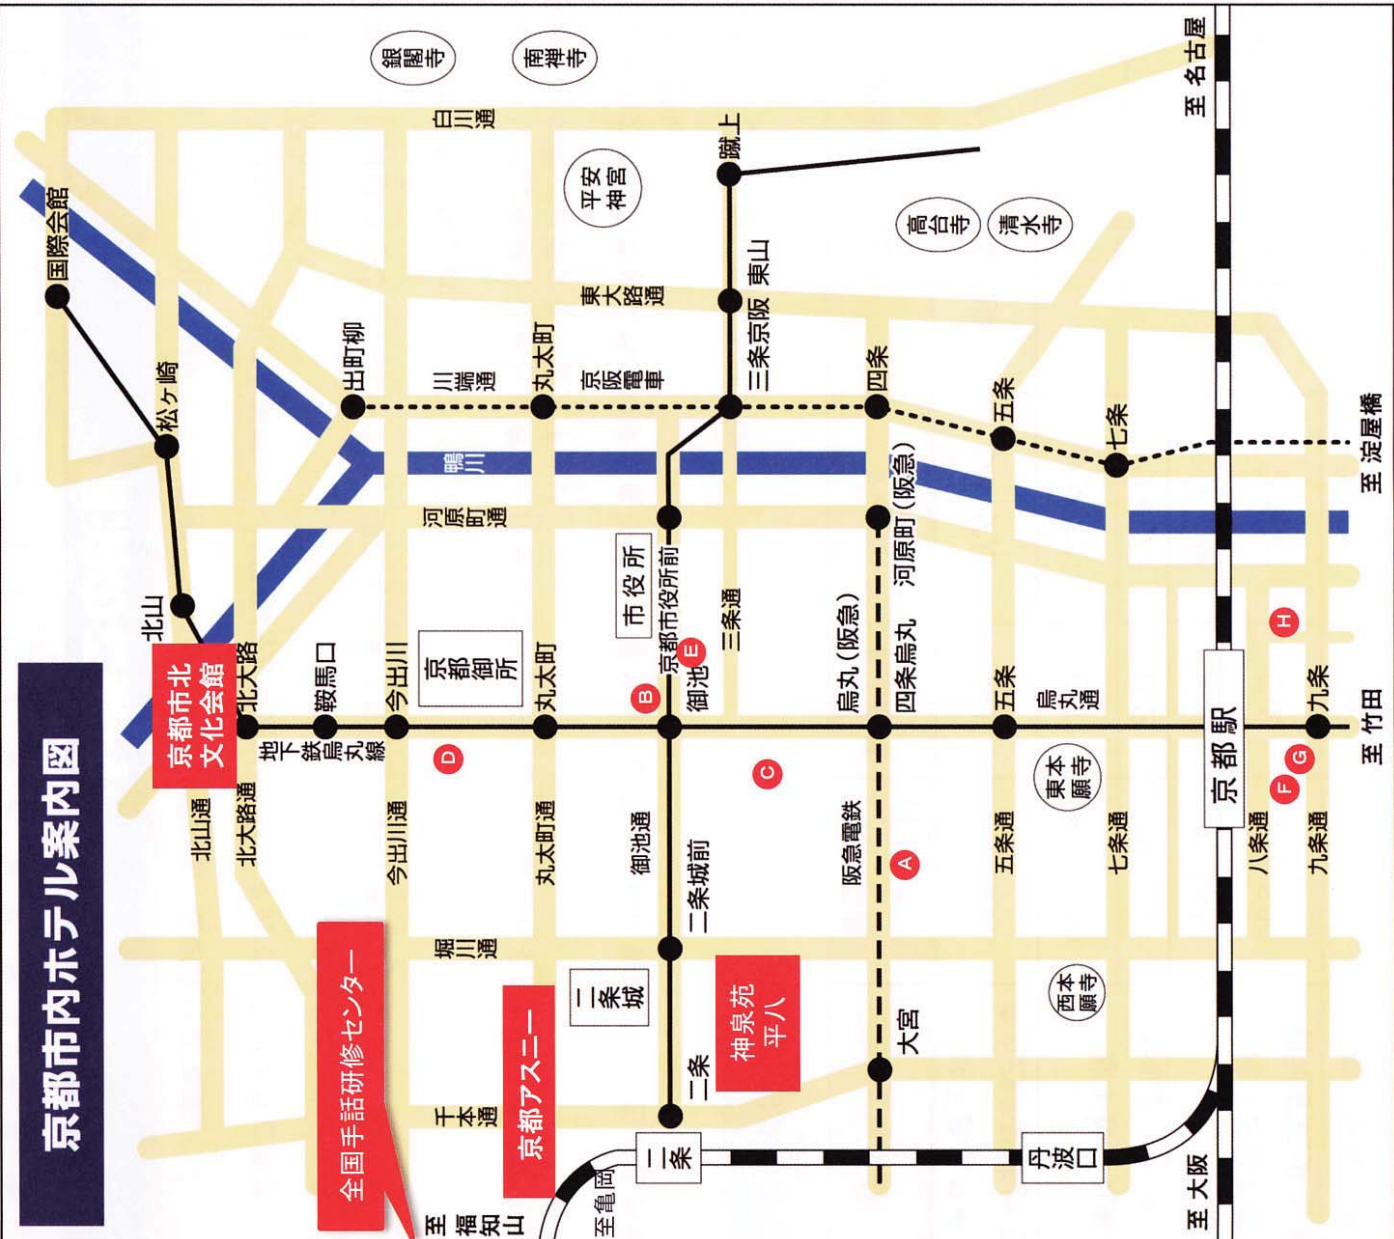 京都市内ホテル案内図
国際会館
松ヶ崎
北山
京都市北
文化会館
北大路
北山通
北大路通
鞍馬口
地下鉄烏丸線
今出川
今出川通
出町柳
全国手話研修センター
銀閣寺
南禅寺
白川通
平安
神宮
東大路通
川端通
京阪電車
鴨川
河原町通
京都
御所
D
丸太町
丸太町
丸太町通
堀川通
千本通
京都アスニー
至福知山
至亀岡
市役所
京都市役所前
B
E
御池
御池通
二条城前
二条城
二条
二条
神泉苑
平八
蹴上
東山
三条京阪
三条通
C
高台寺
清水寺
四条
河原町(阪急)
烏丸(阪急)
四条烏丸
阪急電鉄
A
大宮
五条
五条
烏丸通
五条通
東本
願寺
西本
願寺
七条
七条通
丹波口
至 名古屋
京都駅
至 大阪
八条通
H
F
G
九条
九条通
至 淀屋橋
至 竹田